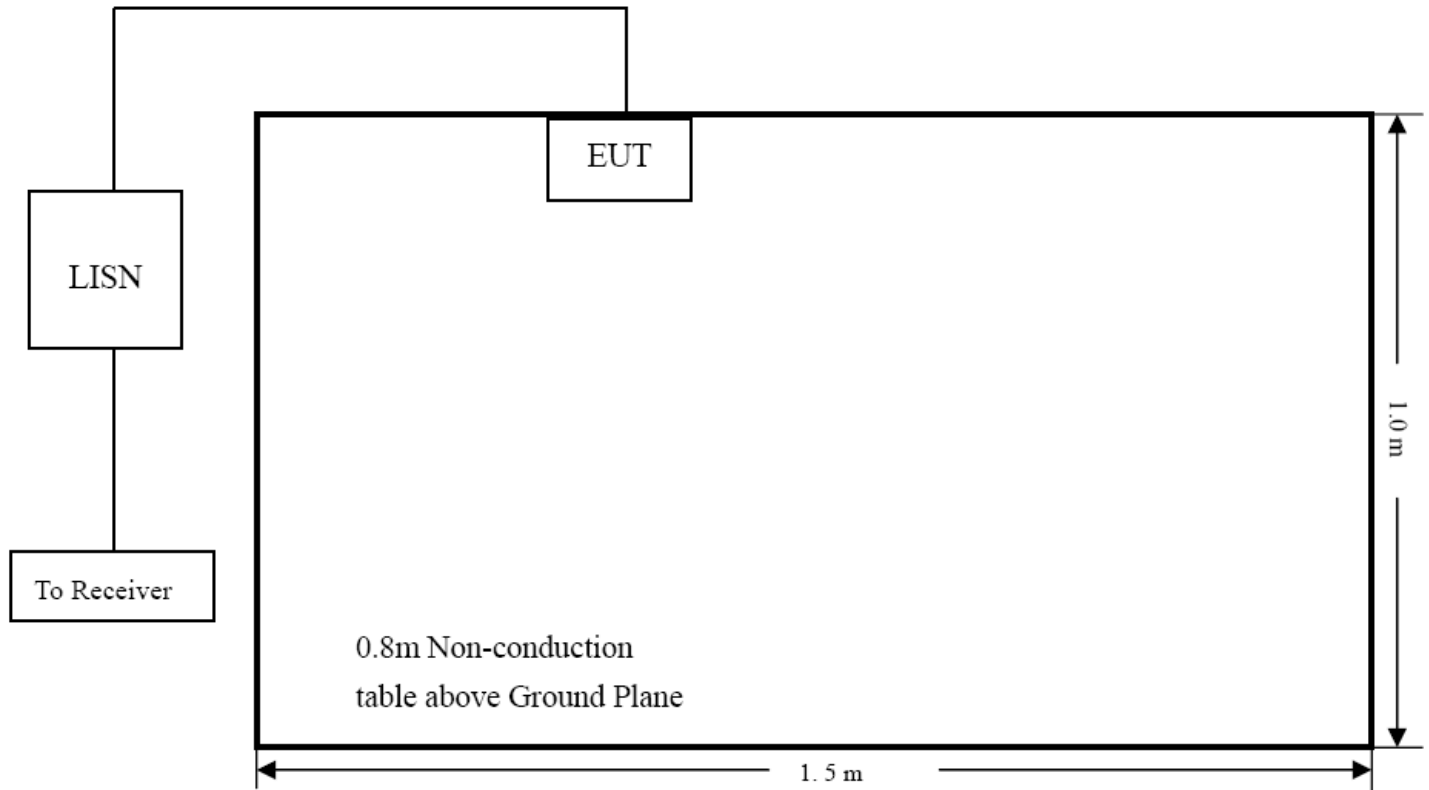 EUT
LISN
To Receiver
0.8m Non-conduction
table above Ground Plane
1.0 m
1. 5 m